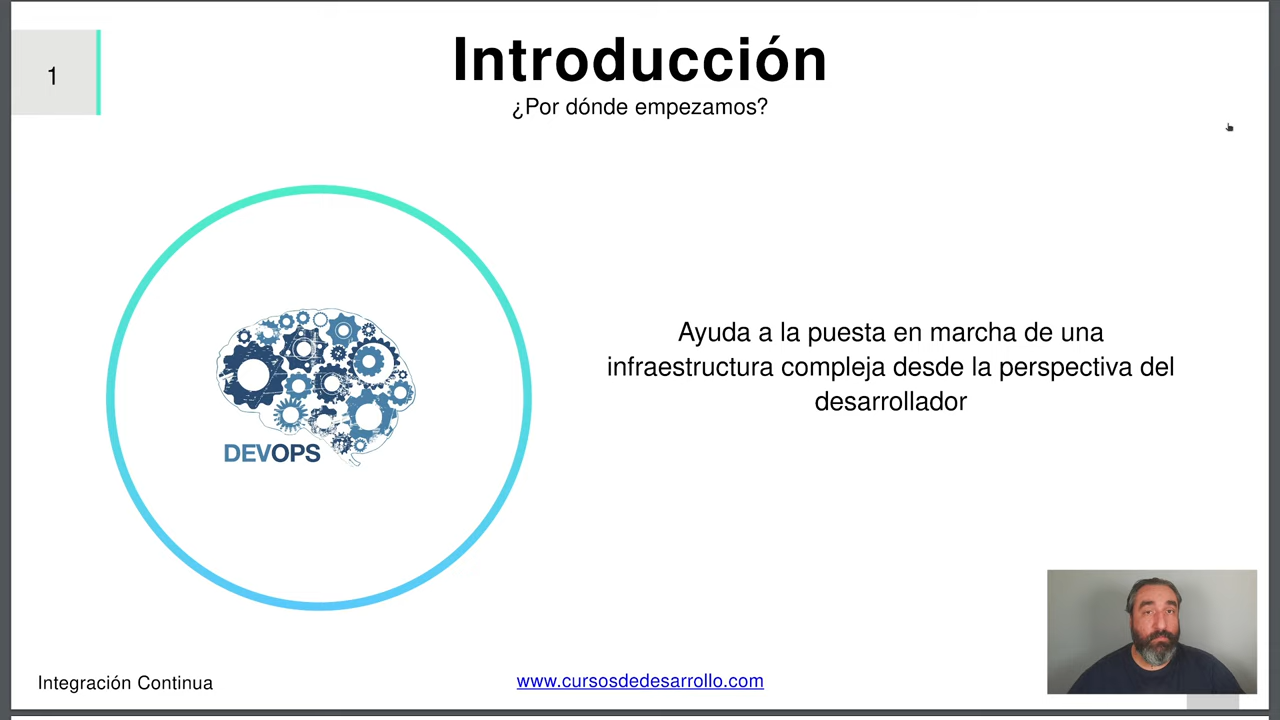 1
Introducción
¿Por dónde empezamos?
DEVOPS
Ayuda a la puesta en marcha de una
infraestructura compleja desde la perspectiva del
desarrollador
Integración Continua
www.cursosdedesarrollo.com